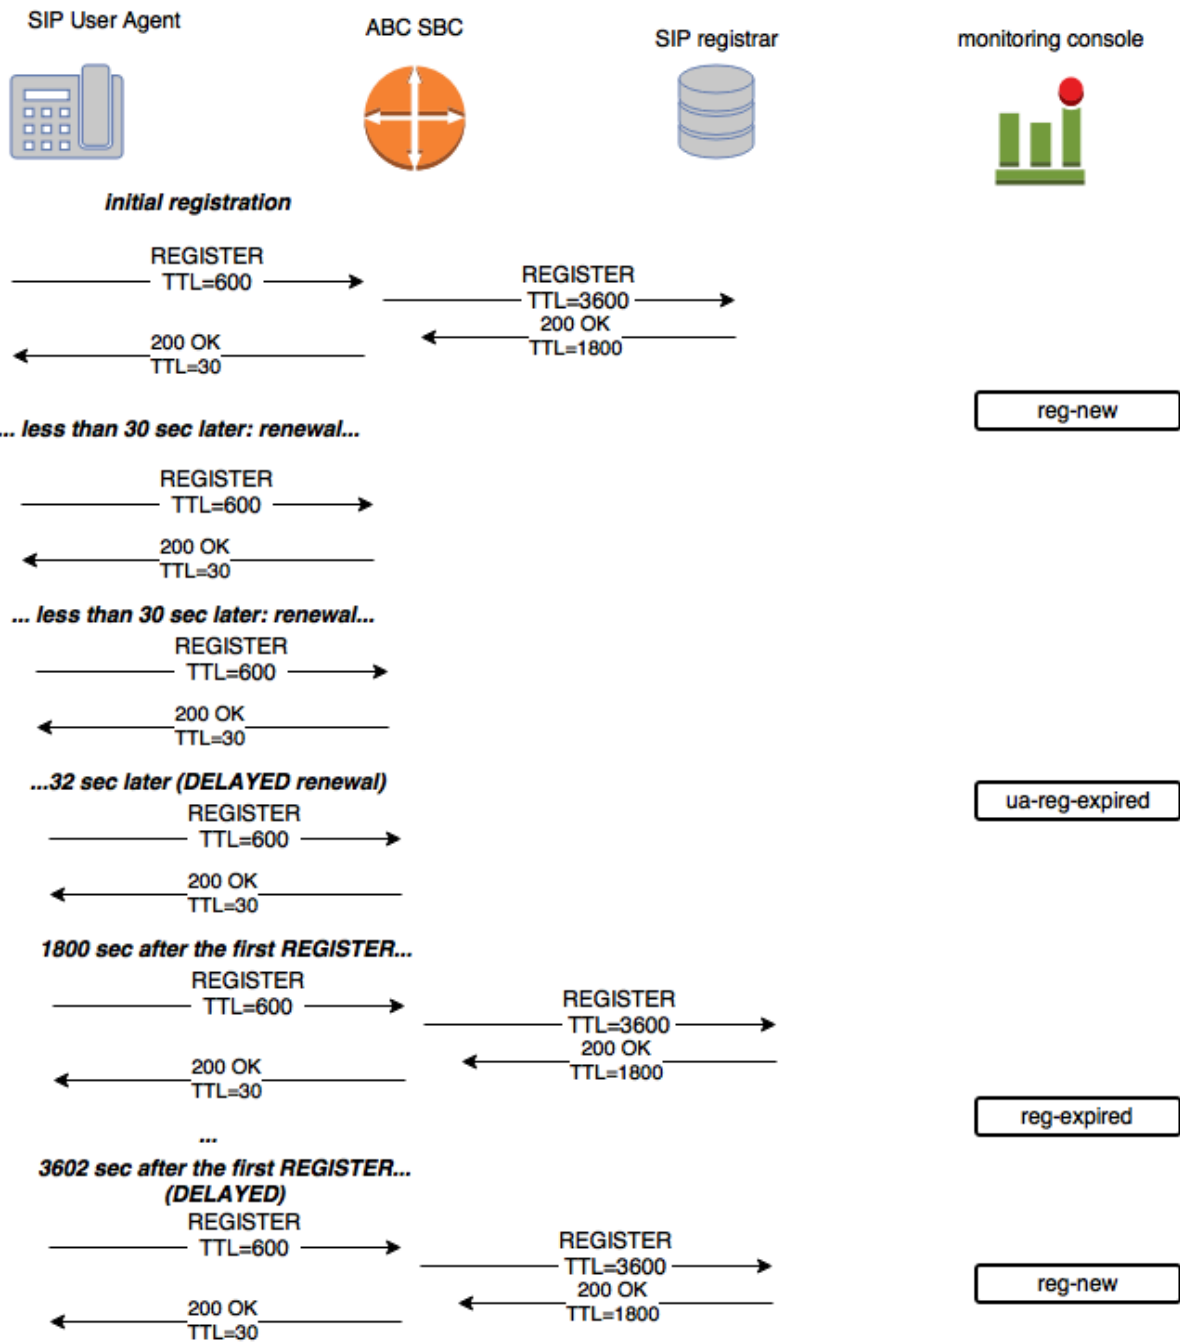 SIP User Agent
ABC SBC
SIP registrar
monitoring console
initial registration
REGISTER
TTL=600
REGISTER
TTL=3600
200 OK
TTL=1800
200 OK
TTL=30
reg-new
... less than 30 sec later: renewal...
REGISTER
TTL=600
200 OK
TTL=30
... less than 30 sec later: renewal...
REGISTER
TTL=600
200 OK
TTL=30
...32 sec later (DELAYED renewal)
ua-reg-expired
REGISTER
TTL=600
200 OK
TTL=30
1800 sec after the first REGISTER...
REGISTER
TTL=600
REGISTER
TTL=3600
200 OK
TTL=1800
200 OK
TTL=30
reg-expired
...
3602 sec after the first REGISTER...
(DELAYED)
REGISTER
TTL=600
REGISTER
TTL=3600
200 OK
TTL=1800
reg-new
200 OK
TTL=30